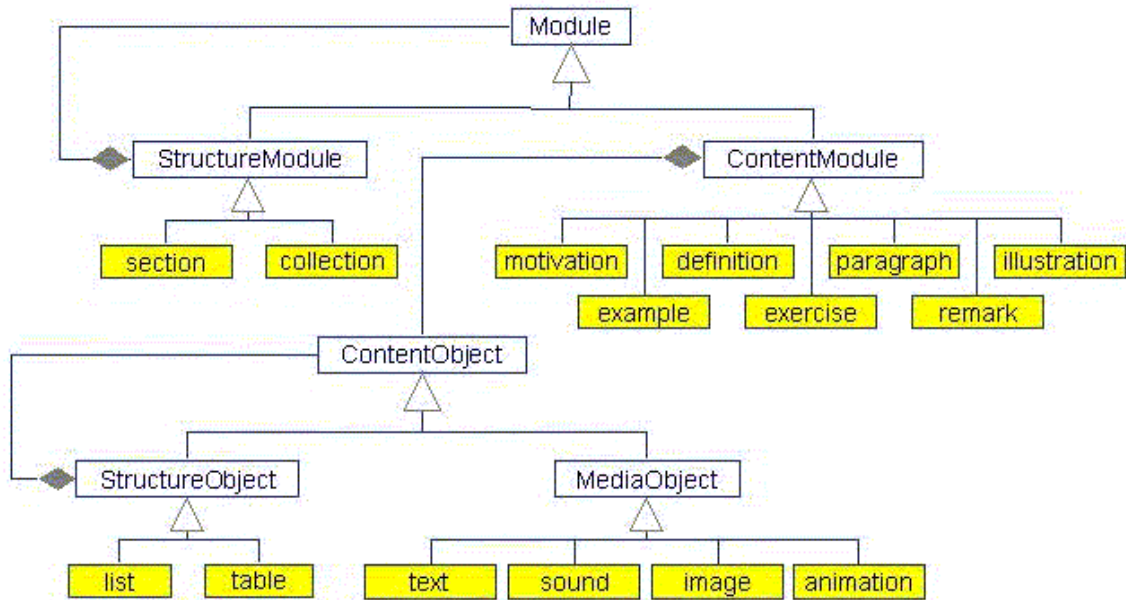 Module
StructureModule
ContentModule
section
collection
motivation
definition
paragraph
illustration
example
exercise
remark
ContentObject
StructureObject
MediaObject
list
table
text
sound
image
animation